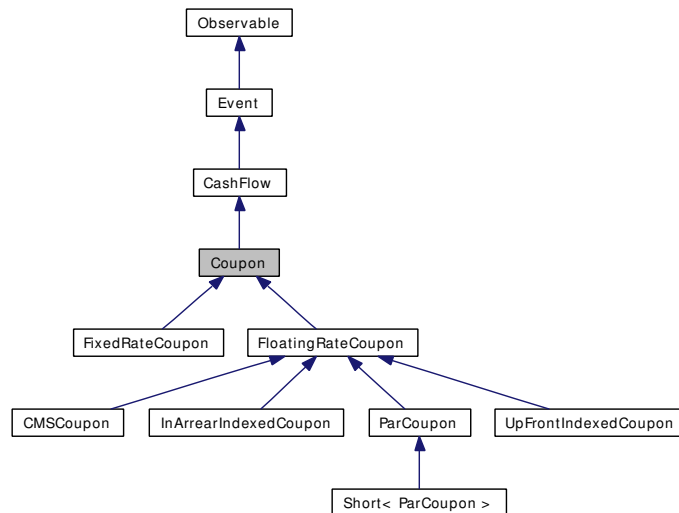 Observable
Event
CashFlow
Coupon
FixedRateCoupon
FloatingRateCoupon
CMSCoupon
InArrearIndexedCoupon
ParCoupon
UpFrontIndexedCoupon
Short< ParCoupon >